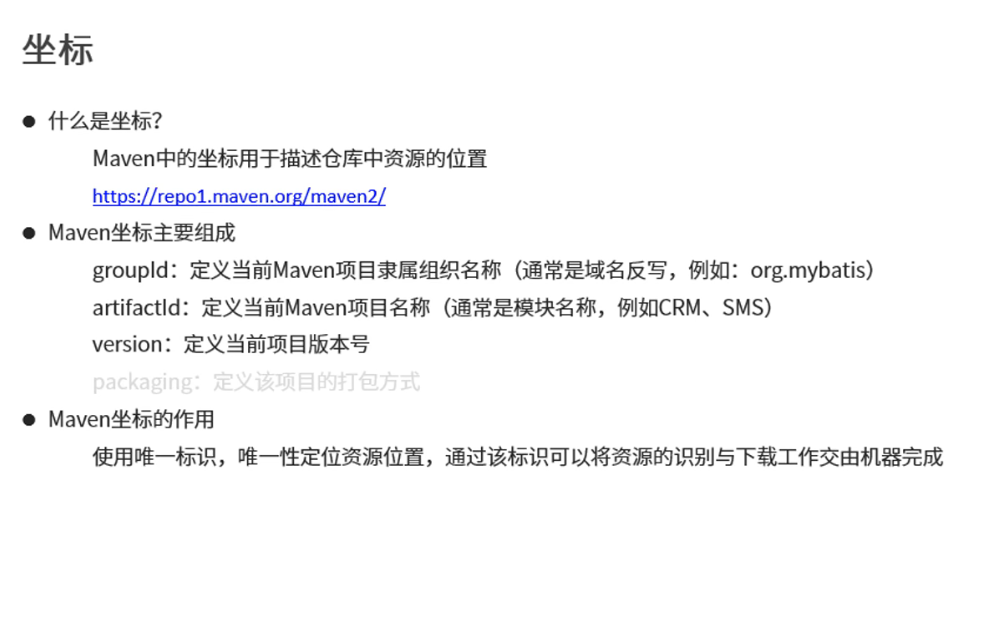 坐标
● 什么是坐标?
Maven中的坐标用于描述仓库中资源的位置
https://repo1.maven.org/maven2/
● Maven坐标主要组成
groupId：定义当前Maven项目隶属组织名称（通常是域名反写，例如：org.mybatis）
artifactId：定义当前Maven项目名称（通常是模块名称，例如CRM、SMS）
version：定义当前项目版本号
packaging：定义该项目的打包方式
● Maven坐标的作用
使用唯一标识，唯一性定位资源位置，通过该标识可以将资源的识别与下载工作交由机器完成